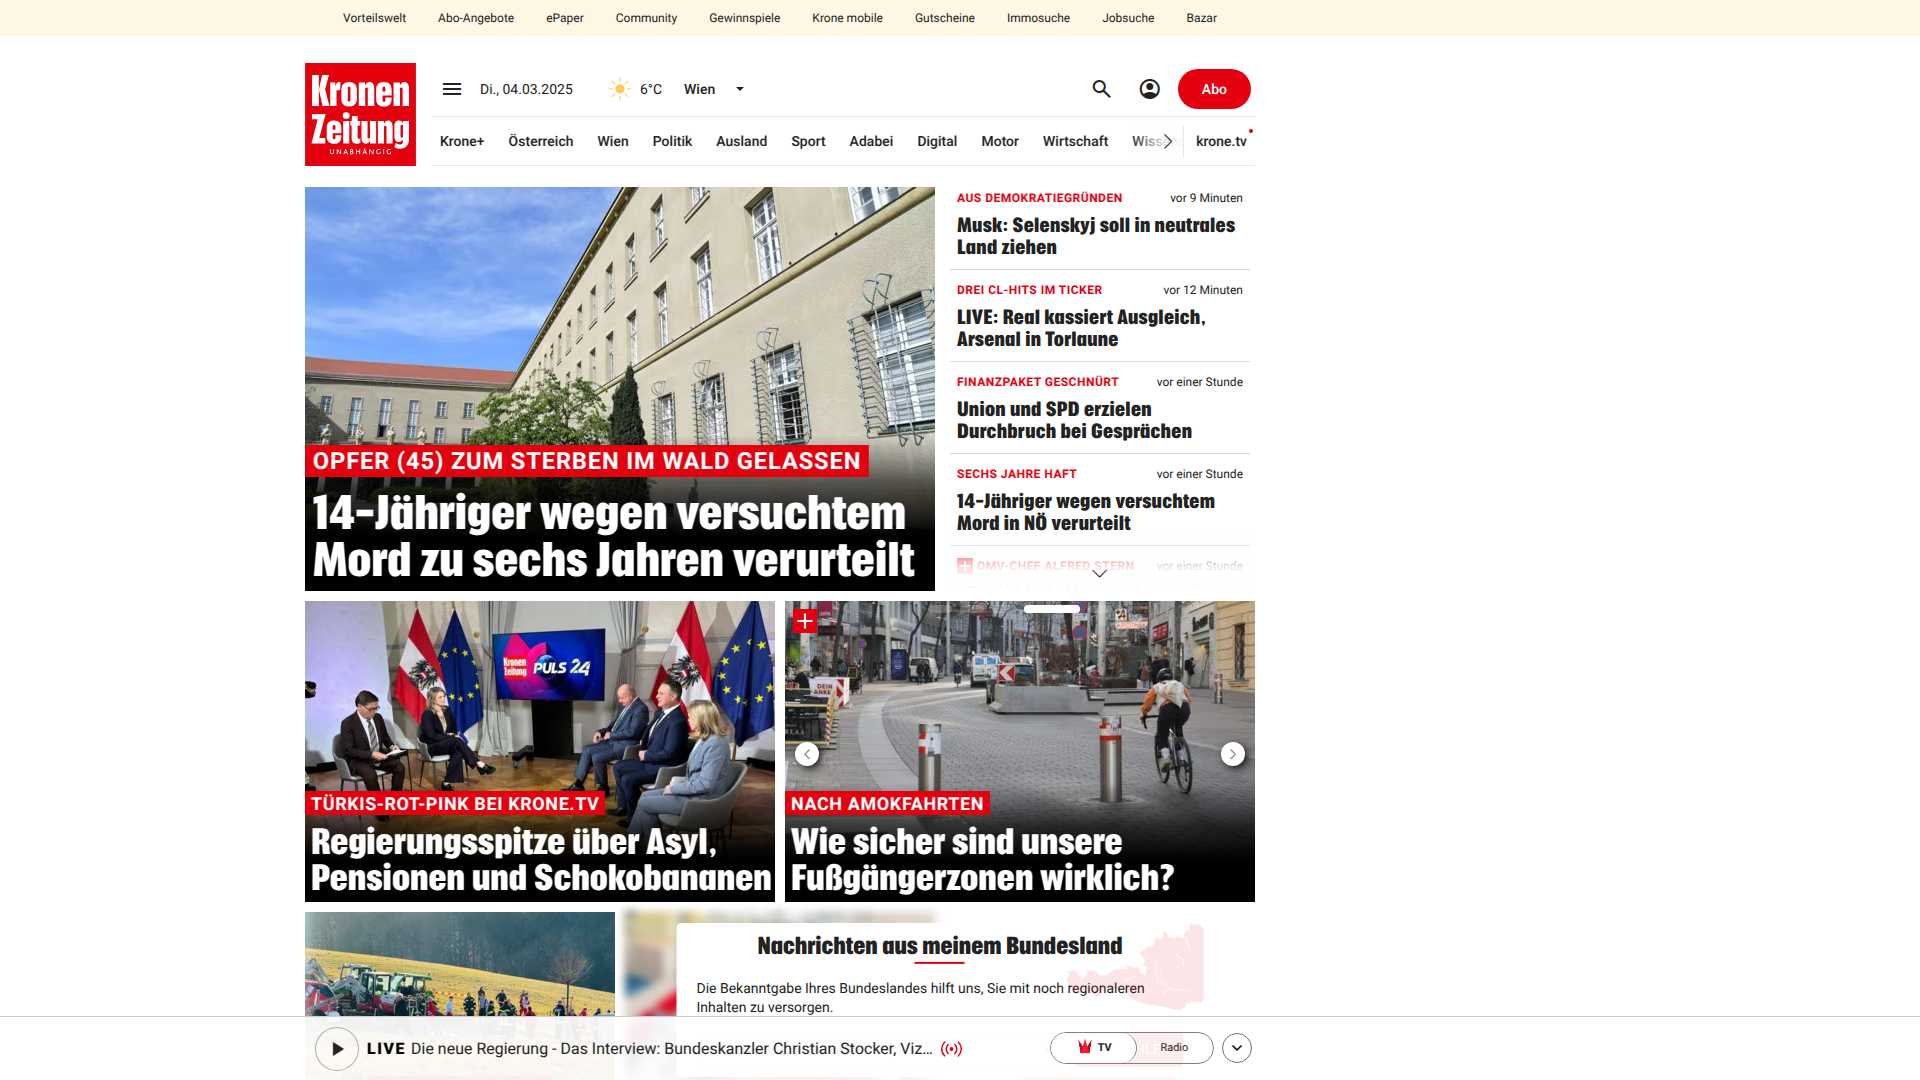 Vorteilswelt Abo-Angebote ePaper Community Gewinnspiele Krone mobile Gutscheine Immosuche Jobsuche Bazar
Kronen
Zeitung
UNABHÄNGIG
Di., 04.03.2025 6°C Wien
Abo
Krone+ Österreich Wien Politik Ausland Sport Adabei Digital Motor Wirtschaft krone.tv
OPFER (45) ZUM STERBEN IM WALD GELASSEN
14-Jähriger wegen versuchtem
Mord zu sechs Jahren verurteilt
AUS DEMOKRATIEGRÜNDEN vor 9 Minuten
Musk: Selenskyj soll in neutrales
Land ziehen
DREI CL-HITS IM TICKER vor 12 Minuten
LIVE: Real kassiert Ausgleich,
Arsenal in Torlaune
FINANZPAKET GESCHNÜRT vor einer Stunde
Union und SPD erzielen
Durchbruch bei Gesprächen
SECHS JAHRE HAFT vor einer Stunde
14-Jähriger wegen versuchtem
Mord in NÖ verurteilt
OMV-CHEF ALFRED STERN vor einer Stunde
Kronen
Zeitung
PULS 24
TÜRKIS-ROT-PINK BEI KRONE.TV
Regierungsspitze über Asyl,
Pensionen und Schokobananen
DEIN
ANKER
NACH AMOKFAHRTEN
Wie sicher sind unsere
Fußgängerzonen wirklich?
Nachrichten aus meinem Bundesland
Die Bekanntgabe Ihres Bundeslandes hilft uns, Sie mit noch regionaleren
Inhalten zu versorgen.
LIVE Die neue Regierung - Das Interview: Bundeskanzler Christian Stocker, Viz...
TV Radio